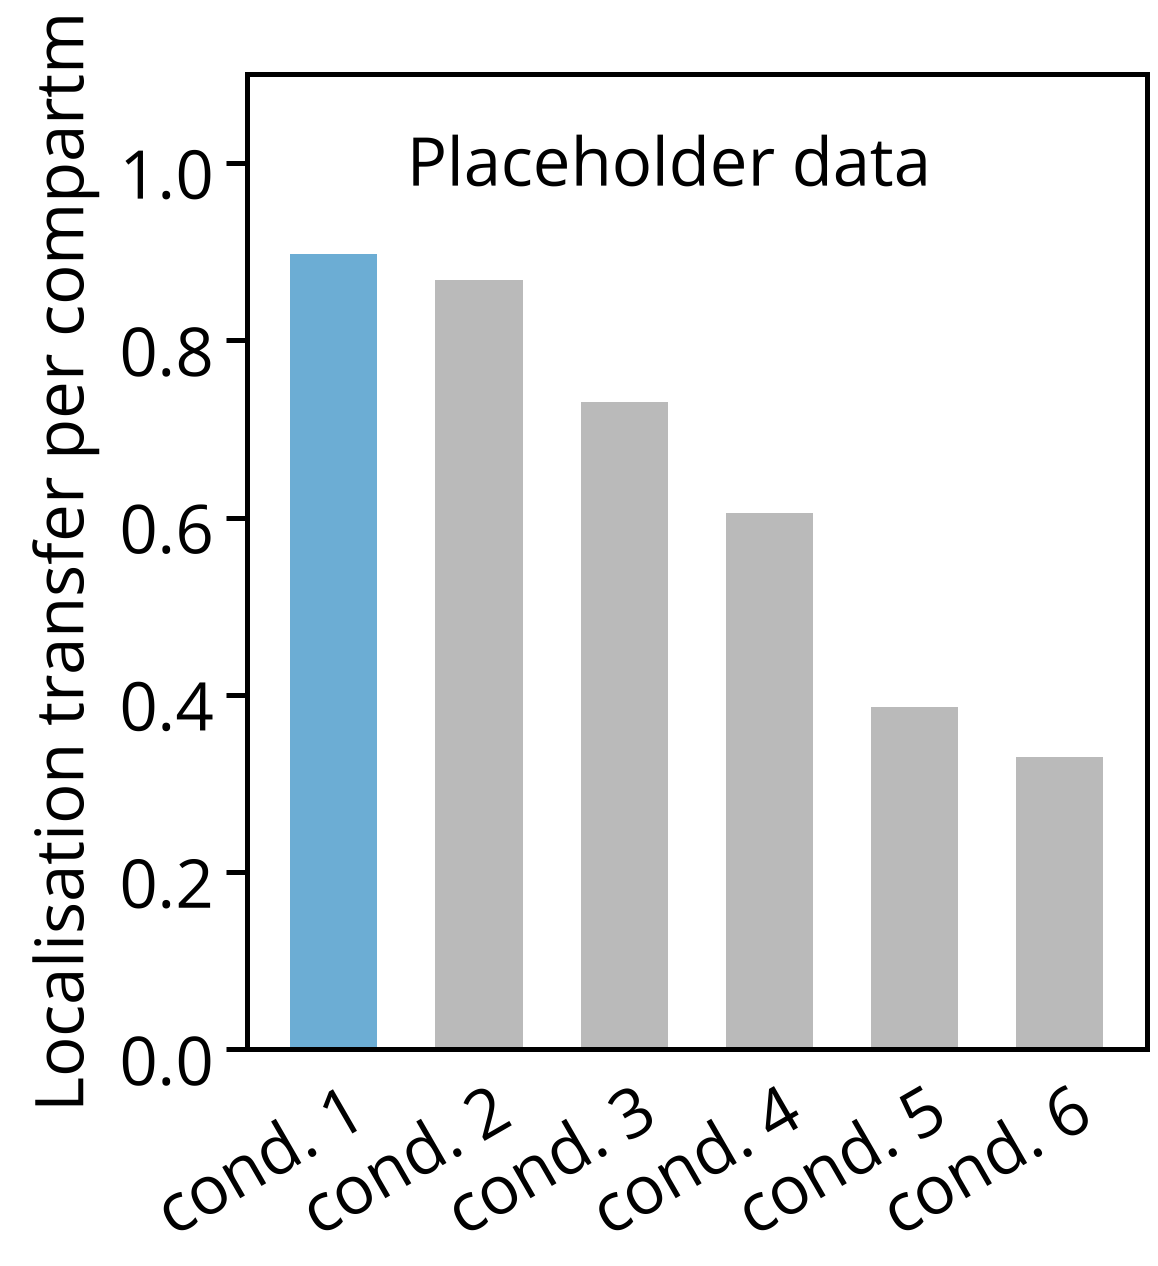 Localisation transfer per compartm
Placeholder data
1.0
0.8
0.6
0.4
0.2
0.0
cond. 1
cond. 2
cond. 3
cond. 4
cond. 5
cond. 6